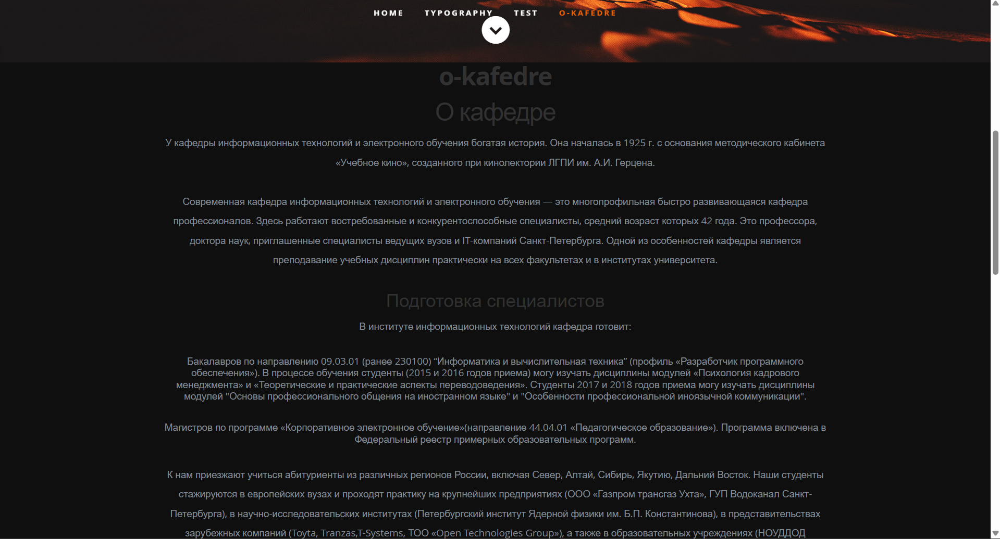 HOME TYPOGRAPHY TEST O-KAFEDRE
o-kafedre
О кафедре
У кафедры информационных технологий и электронного обучения богатая история. Она началась в 1925 г. с основания методического кабинета
«Учебное кино», созданного при кинолектории ЛГПИ им. А.И. Герцена.
Современная кафедра информационных технологий и электронного обучения — это многопрофильная быстро развивающаяся кафедра
профессионалов. Здесь работают востребованные и конкурентоспособные специалисты, средний возраст которых 42 года. Это профессора,
доктора наук, приглашенные специалисты ведущих вузов и IT-компаний Санкт-Петербурга. Одной из особенностей кафедры является
преподавание учебных дисциплин практически на всех факультетах и в институтах университета.
Подготовка специалистов
В институте информационных технологий кафедра готовит:
Бакалавров по направлению 09.03.01 (ранее 230100) “Информатика и вычислительная техника” (профиль «Разработчик программного
обеспечения»). В процессе обучения студенты (2015 и 2016 годов приема) могу изучать дисциплины модулей «Психология кадрового
менеджмента» и «Теоретические и практические аспекты переводоведения». Студенты 2017 и 2018 годов приема могу изучать дисциплины
модулей "Основы профессионального общения на иностранном языке" и "Особенности профессиональной иноязычной коммуникации".
Магистров по программе «Корпоративное электронное обучение»(направление 44.04.01 «Педагогическое образование»). Программа включена в
Федеральный реестр примерных образовательных программ.
К нам приезжают учиться абитуриенты из различных регионов России, включая Север, Алтай, Сибирь, Якутию, Дальний Восток. Наши студенты
стажируются в европейских вузах и проходят практику на крупнейших предприятиях (ООО «Газпром трансгаз Ухта», ГУП Водоканал Санкт-
Петербурга), в научно-исследовательских институтах (Петербургский институт Ядерной физики им. Б.П. Константинова), в представительствах
зарубежных компаний (Toyta, Tranzas,T-Systems, ТОО «Open Technologies Group»), а также в образовательных учреждениях (НОУДДОД